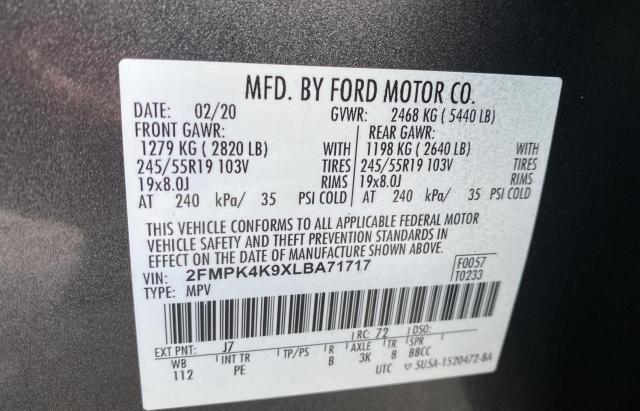 MFD. BY FORD MOTOR CO.
DATE: 02/20 GVWR: 2468 KG ( 5440 LB)
FRONT GAWR: REAR GAWR:
1279 KG ( 2820 LB) WITH 1198 KG ( 2640 LB) WITH
245/55R19 103V TIRES 245/55R19 103V TIRES
19x8.0J RIMS 19x8.0J RIMS
AT 240 kPa/ 35 PSI COLD AT 240 kPa/ 35 PSI COLD
THIS VEHICLE CONFORMS TO ALL APPLICABLE FEDERAL MOTOR
VEHICLE SAFETY AND THEFT PREVENTION STANDARDS IN
EFFECT ON THE DATE OF MANUFACTURE SHOWN ABOVE.
VIN: 2FMPK4K9XLBA71717 F0057
TYPE: MPV T0233
EXT PNT: J7 RC: 72 DSO:
WB INT TR TP/PS R AXLE TR SPR
112 PE B 3K 8 BBCC
UTC 5U5A-1520472-BA